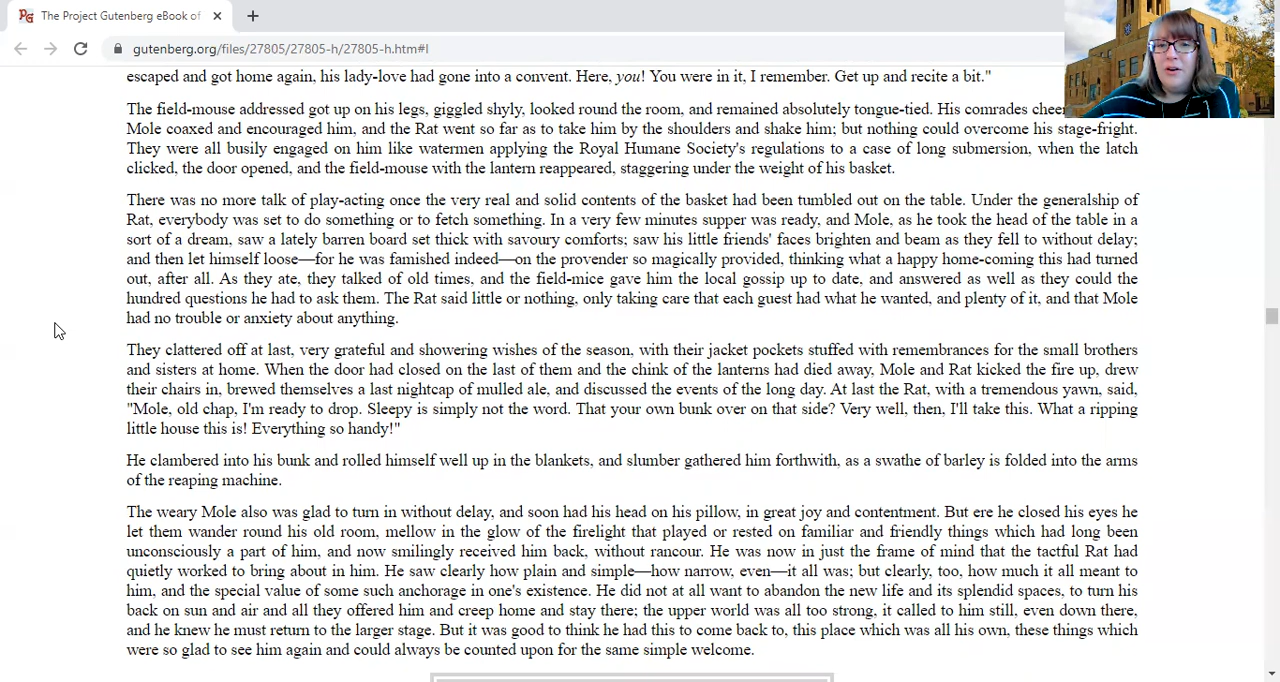 The Project Gutenberg eBook of
gutenberg.org/files/27805/27805-h/27805-h.htm#I
escaped and got home again, his lady-love had gone into a convent. Here, you! You were in it, I remember. Get up and recite a bit."
The field-mouse addressed got up on his legs, giggled shyly, looked round the room, and remained absolutely tongue-tied. His comrades cheer
Mole coaxed and encouraged him, and the Rat went so far as to take him by the shoulders and shake him; but nothing could overcome his stage-fright.
They were all busily engaged on him like watermen applying the Royal Humane Society's regulations to a case of long submersion, when the latch
clicked, the door opened, and the field-mouse with the lantern reappeared, staggering under the weight of his basket.
There was no more talk of play-acting once the very real and solid contents of the basket had been tumbled out on the table. Under the generalship of
Rat, everybody was set to do something or to fetch something. In a very few minutes supper was ready, and Mole, as he took the head of the table in a
sort of a dream, saw a lately barren board set thick with savoury comforts; saw his little friends' faces brighten and beam as they fell to without delay;
and then let himself loose—for he was famished indeed—on the provender so magically provided, thinking what a happy home-coming this had turned
out, after all. As they ate, they talked of old times, and the field-mice gave him the local gossip up to date, and answered as well as they could the
hundred questions he had to ask them. The Rat said little or nothing, only taking care that each guest had what he wanted, and plenty of it, and that Mole
had no trouble or anxiety about anything.
They clattered off at last, very grateful and showering wishes of the season, with their jacket pockets stuffed with remembrances for the small brothers
and sisters at home. When the door had closed on the last of them and the chink of the lanterns had died away, Mole and Rat kicked the fire up, drew
their chairs in, brewed themselves a last nightcap of mulled ale, and discussed the events of the long day. At last the Rat, with a tremendous yawn, said,
"Mole, old chap, I'm ready to drop. Sleepy is simply not the word. That your own bunk over on that side? Very well, then, I'll take this. What a ripping
little house this is! Everything so handy!"
He clambered into his bunk and rolled himself well up in the blankets, and slumber gathered him forthwith, as a swathe of barley is folded into the arms
of the reaping machine.
The weary Mole also was glad to turn in without delay, and soon had his head on his pillow, in great joy and contentment. But ere he closed his eyes he
let them wander round his old room, mellow in the glow of the firelight that played or rested on familiar and friendly things which had long been
unconsciously a part of him, and now smilingly received him back, without rancour. He was now in just the frame of mind that the tactful Rat had
quietly worked to bring about in him. He saw clearly how plain and simple—how narrow, even—it all was; but clearly, too, how much it all meant to
him, and the special value of some such anchorage in one's existence. He did not at all want to abandon the new life and its splendid spaces, to turn his
back on sun and air and all they offered him and creep home and stay there; the upper world was all too strong, it called to him still, even down there,
and he knew he must return to the larger stage. But it was good to think he had this to come back to, this place which was all his own, these things which
were so glad to see him again and could always be counted upon for the same simple welcome.